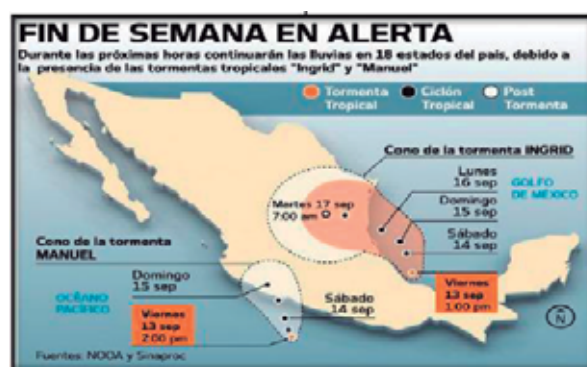 FIN DE SEMANA EN ALERTA
Durante las próximas horas continuarán las lluvias en 18 estados del país, debido a
la presencia de las tormentas tropicales "Ingrid" y "Manuel"
Tormenta
Tropical
Ciclón
Tropical
Post
Tormenta
Cono de la tormenta INGRID
Lunes
16 sep
GOLFO
DE MÉXICO
Domingo
15 sep
Martes 17 sep
7:00 am
Sábado
14 sep
Cono de la tormenta
MANUEL
Viernes
13 sep
1:00 pm
Domingo
15 sep
OCÉANO
PACÍFICO
Sábado
14 sep
Viernes
13 sep
2:00 pm
N
Fuentes: NOOA y Sinaproc